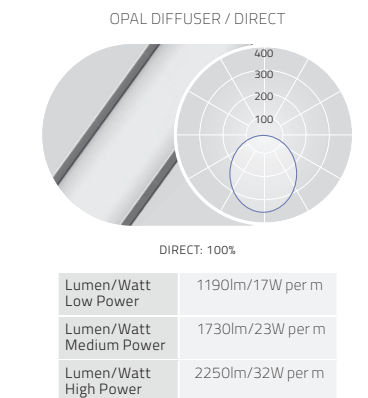 OPAL DIFFUSER / DIRECT
400
300
200
100
DIRECT: 100%
Lumen/Watt 1190lm/17W per m
Low Power
Lumen/Watt 1730lm/23W per m
Medium Power
Lumen/Watt 2250lm/32W per m
High Power